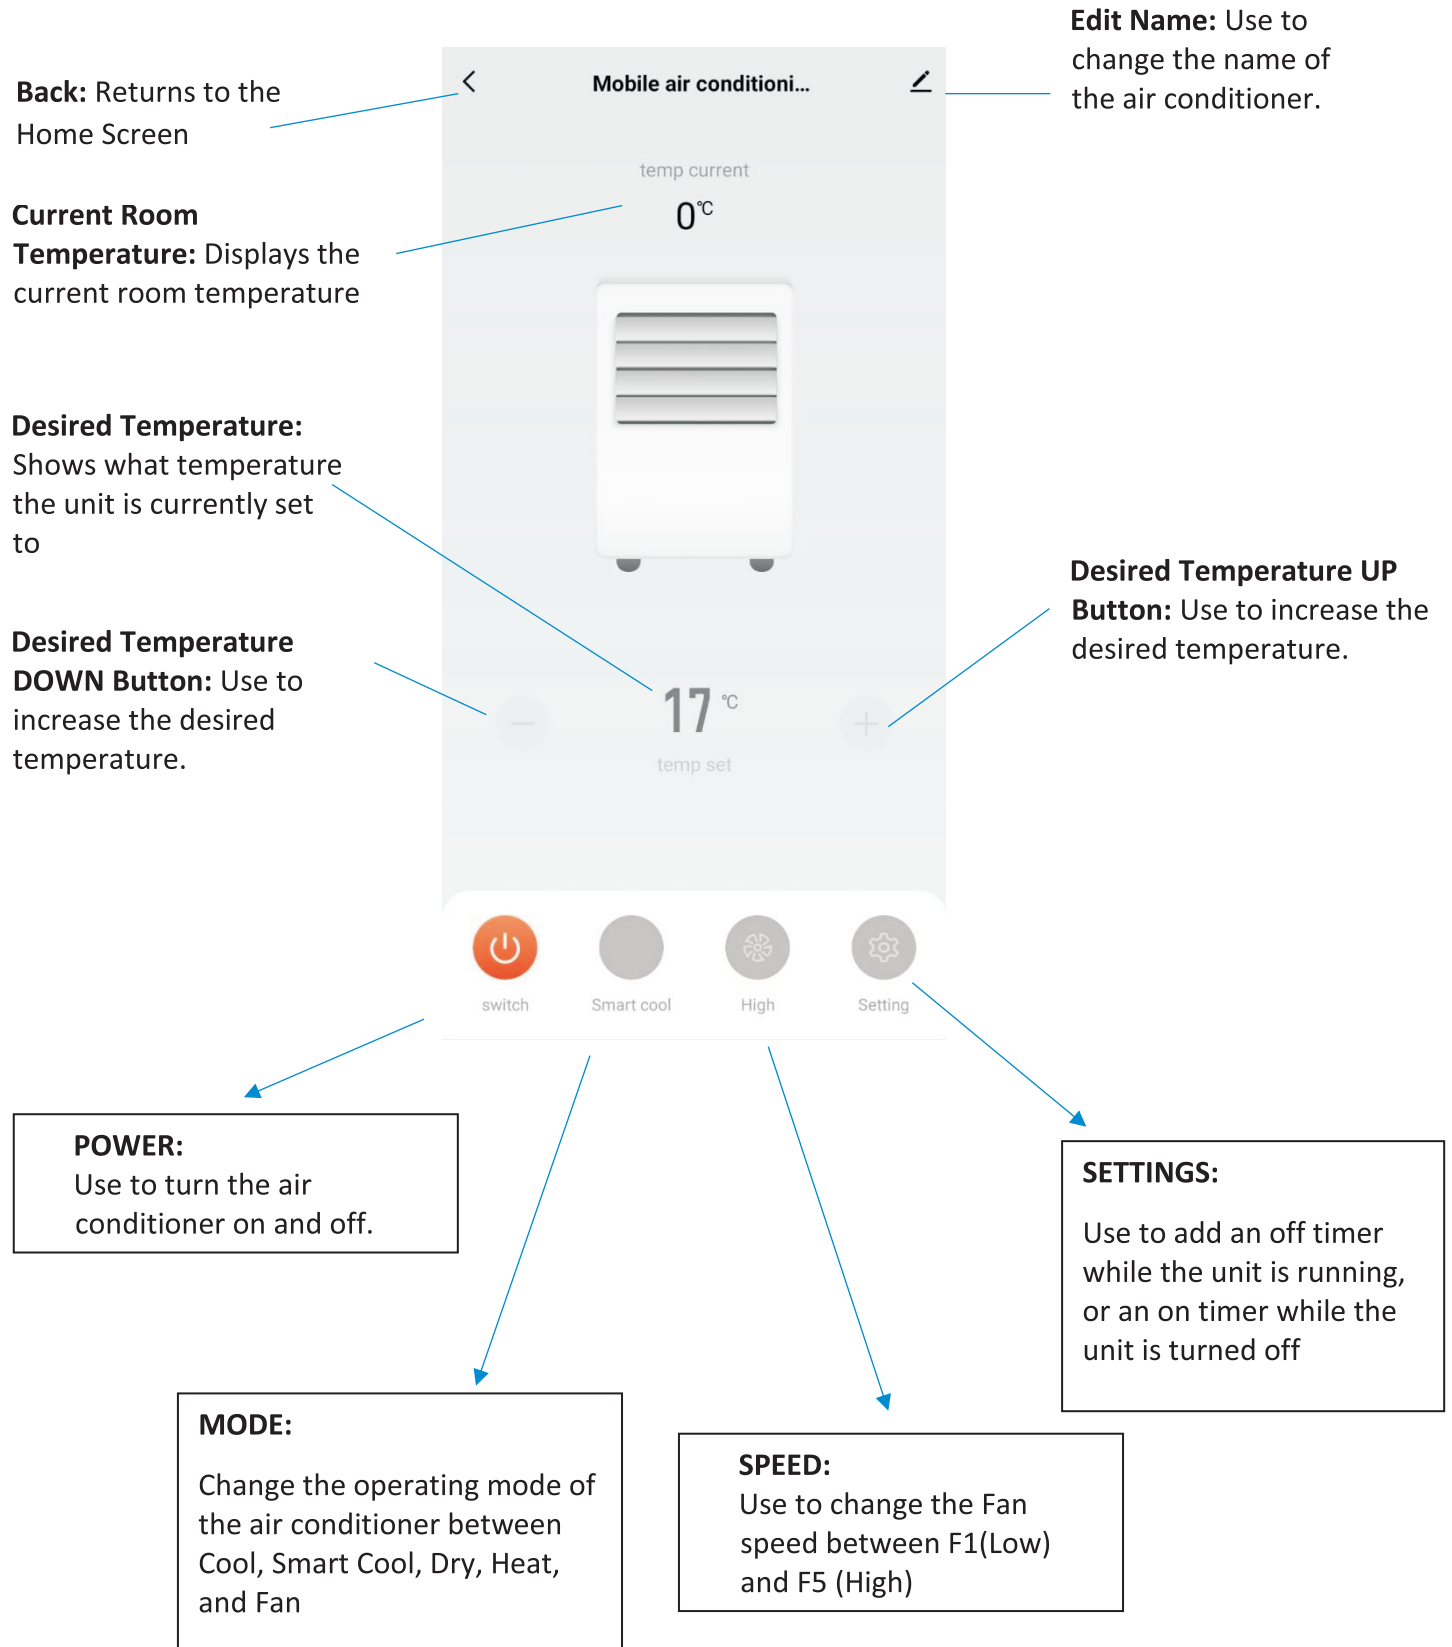 Edit Name: Use to
change the name of
the air conditioner.
Back: Returns to the
Home Screen
Mobile air conditioni...
temp current
0°C
Current Room
Temperature: Displays the
current room temperature
Desired Temperature:
Shows what temperature
the unit is currently set
to
Desired Temperature UP
Button: Use to increase the
desired temperature.
Desired Temperature
DOWN Button: Use to
increase the desired
temperature.
17 °C
temp set
switch
Smart cool
High
Setting
POWER:
Use to turn the air
conditioner on and off.
SETTINGS:
Use to add an off timer
while the unit is running,
or an on timer while the
unit is turned off
MODE:
Change the operating mode of
the air conditioner between
Cool, Smart Cool, Dry, Heat,
and Fan
SPEED:
Use to change the Fan
speed between F1(Low)
and F5 (High)